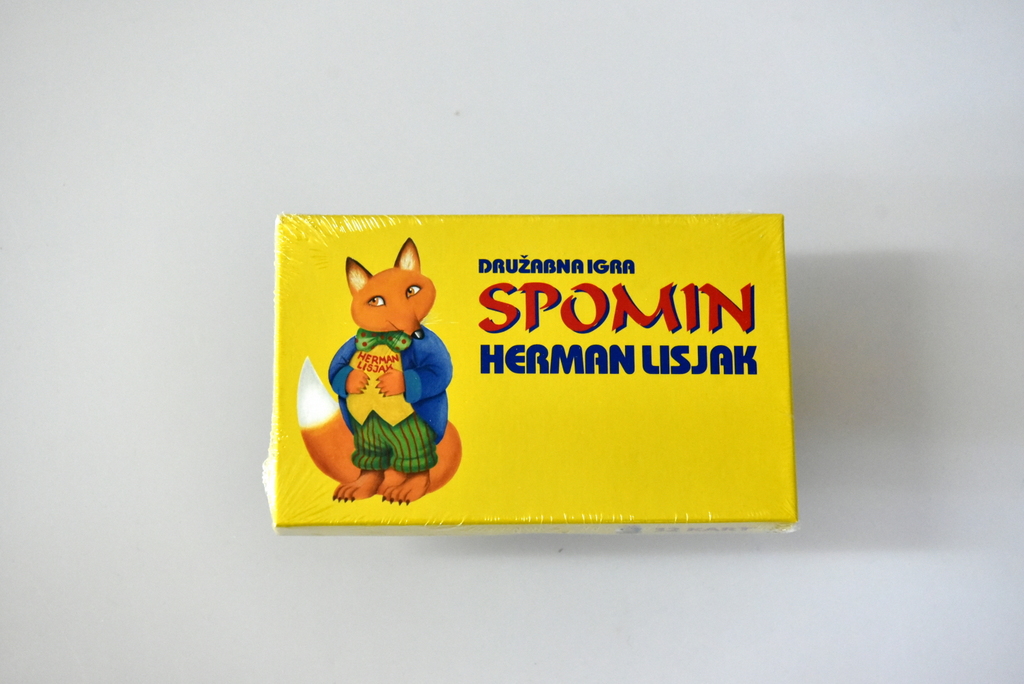 DRUŽABNA IGRA
SPOMIN
HERMAN LISJAK
HERMAN
LISJAK